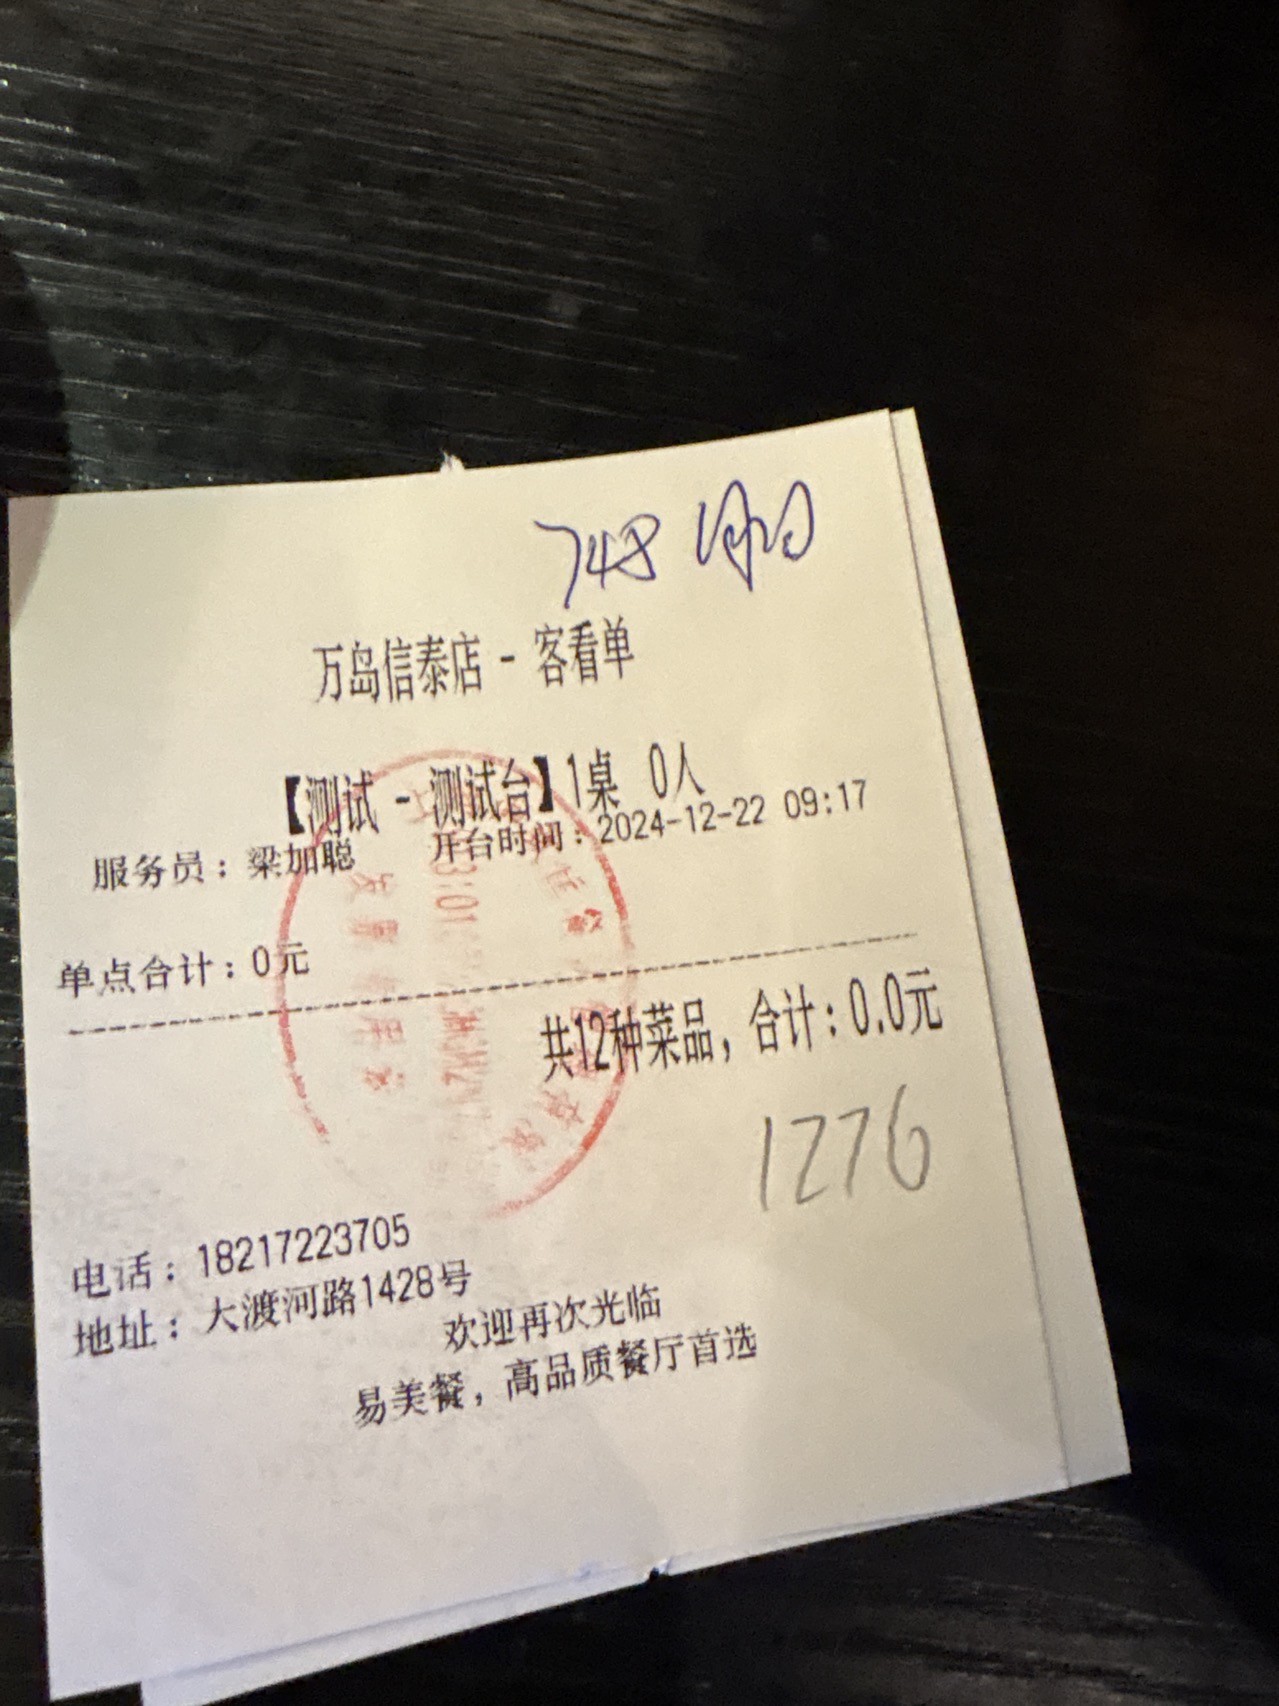 748
万岛信泰店 - 客看单
【测试 - 测试台】1桌 0人
服务员：梁加聪 开台时间：2024-12-22 09:17
单点合计：0元
共12种菜品，合计：0.0元
1276
电话：18217223705
地址：大渡河路1428号
欢迎再次光临
易美餐，高品质餐厅首选